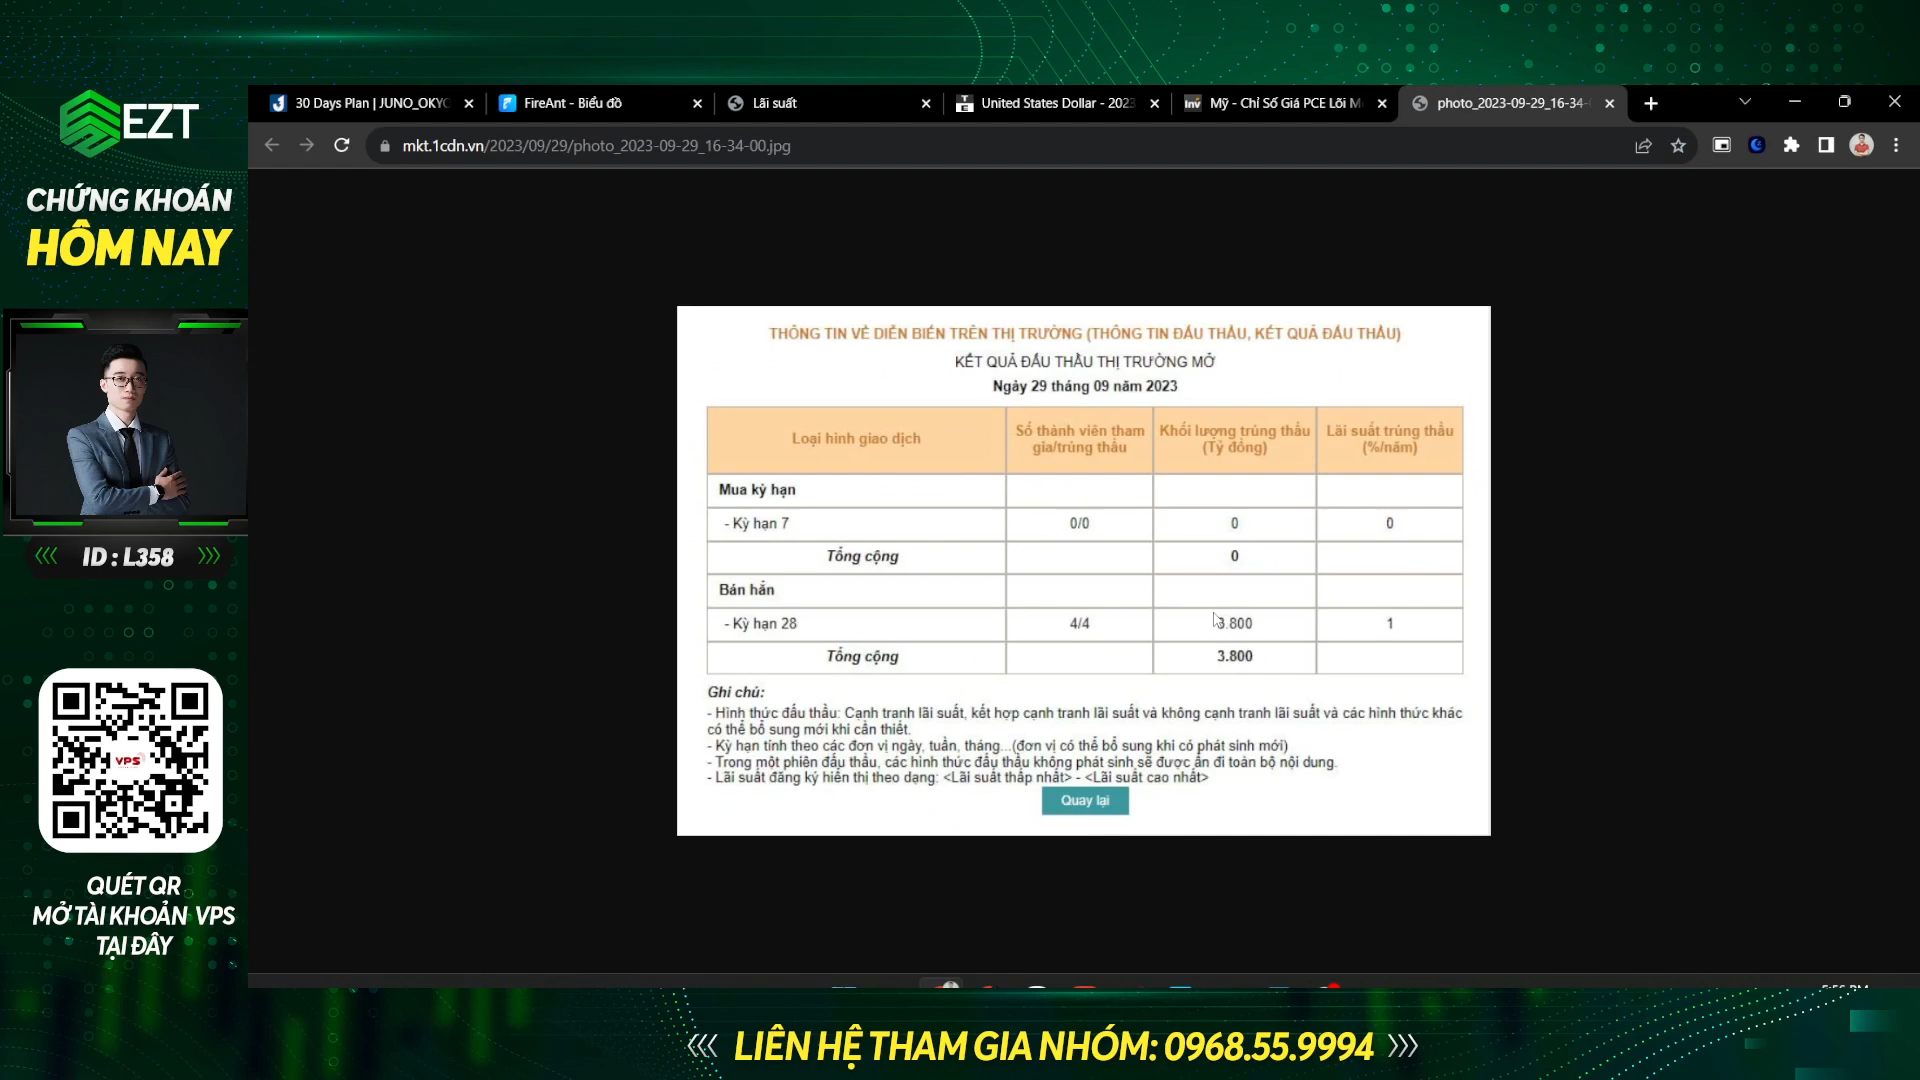 EZT
CHỨNG KHOÁN
HÔM NAY
ID : L358
VPS
QUÉT QR
MỞ TÀI KHOẢN VPS
TẠI ĐÂY
30 Days Plan | JUNO_OKYO
FireAnt - Biểu đồ
Lãi suất
United States Dollar - 2023
Mỹ - Chỉ Số Giá PCE Lõi M
photo_2023-09-29_16-34-
mkt.1cdn.vn/2023/09/29/photo_2023-09-29_16-34-00.jpg
THÔNG TIN VỀ DIỄN BIẾN TRÊN THỊ TRƯỜNG (THÔNG TIN ĐẤU THẦU, KẾT QUẢ ĐẤU THẦU)
KẾT QUẢ ĐẤU THẦU THỊ TRƯỜNG MỞ
Ngày 29 tháng 09 năm 2023
Loại hình giao dịch
Số thành viên tham
gia/trúng thầu
Khối lượng trúng thầu
(Tỷ đồng)
Lãi suất trúng thầu
(%/năm)
Mua kỳ hạn
- Kỳ hạn 7 0/0 0 0
Tổng cộng 0
Bán hẳn
- Kỳ hạn 28 4/4 3.800 1
Tổng cộng 3.800
Ghi chú:
- Hình thức đấu thầu: Cạnh tranh lãi suất, kết hợp cạnh tranh lãi suất và không cạnh tranh lãi suất và các hình thức khác
có thể bổ sung mới khi cần thiết.
- Kỳ hạn tính theo các đơn vị ngày, tuần, tháng...(đơn vị có thể bổ sung khi có phát sinh mới)
- Trong một phiên đấu thầu, các hình thức đấu thầu không phát sinh sẽ được ẩn đi toàn bộ nội dung.
- Lãi suất đăng ký hiển thị theo dạng: <Lãi suất thấp nhất> - <Lãi suất cao nhất>
Quay lại
LIÊN HỆ THAM GIA NHÓM: 0968.55.9994